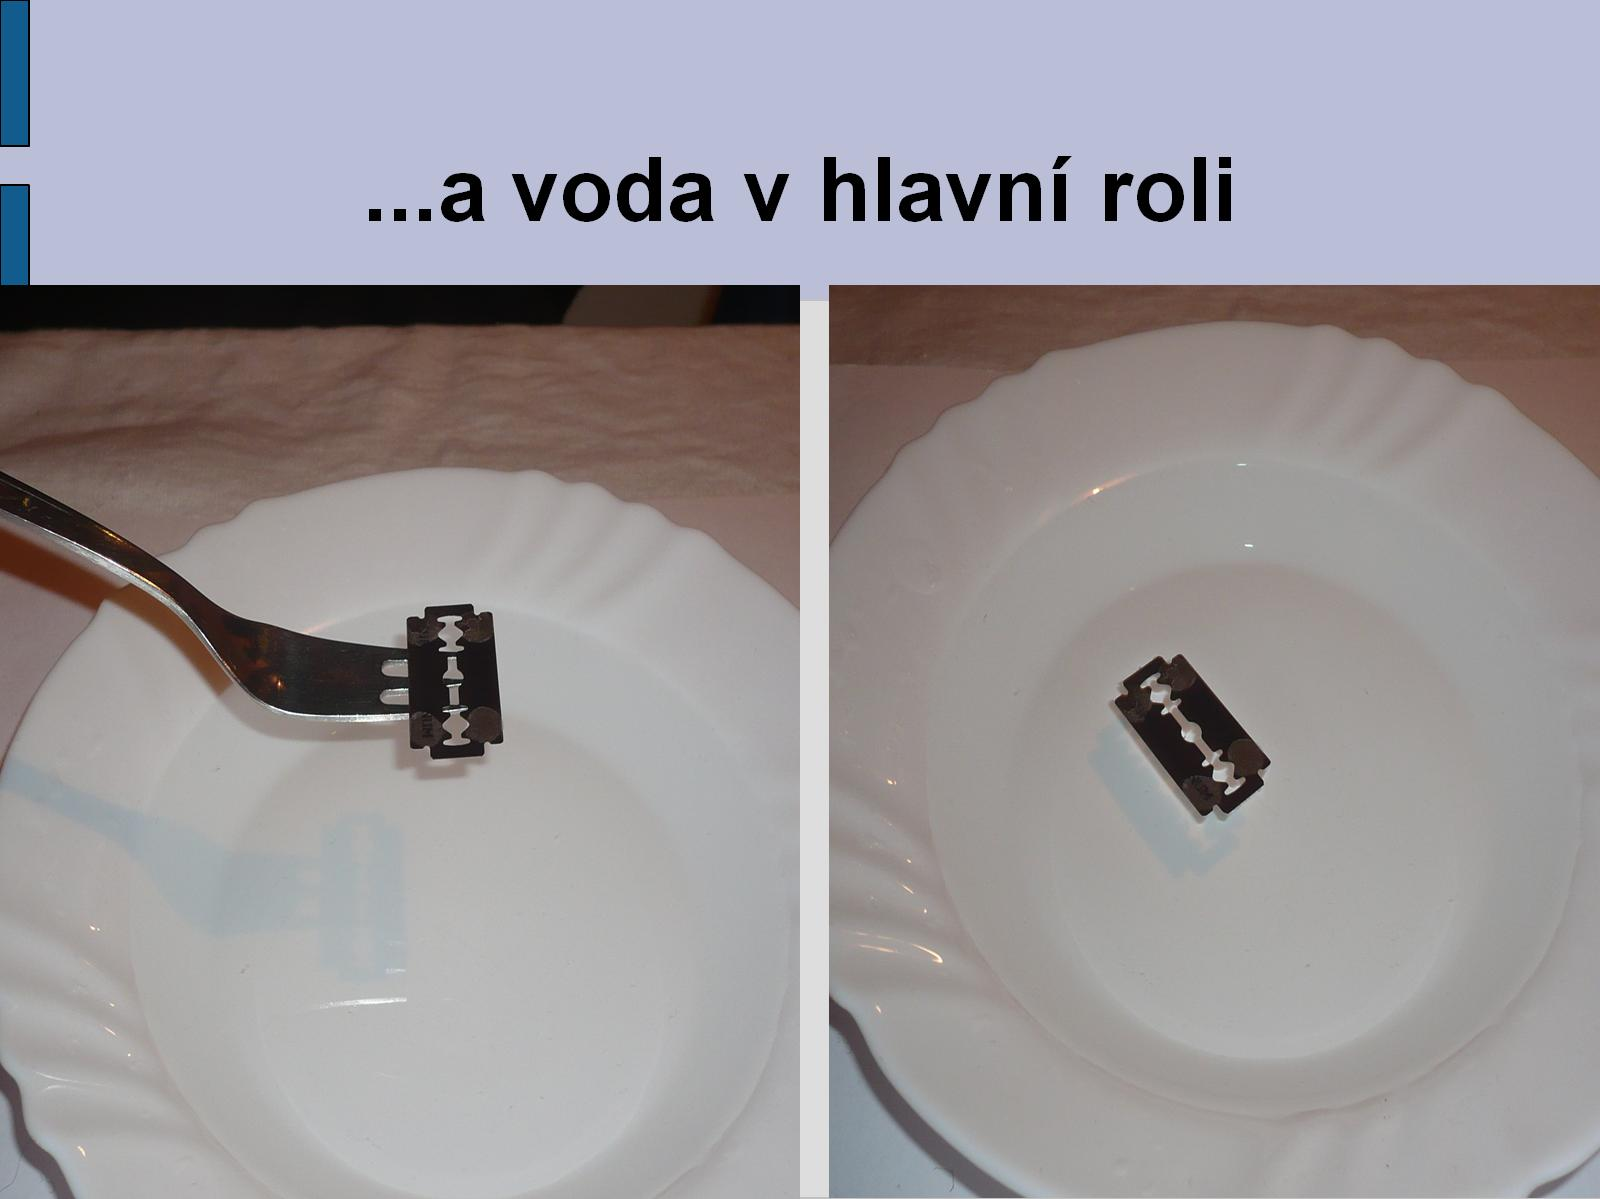 ...a voda v hlavní roli